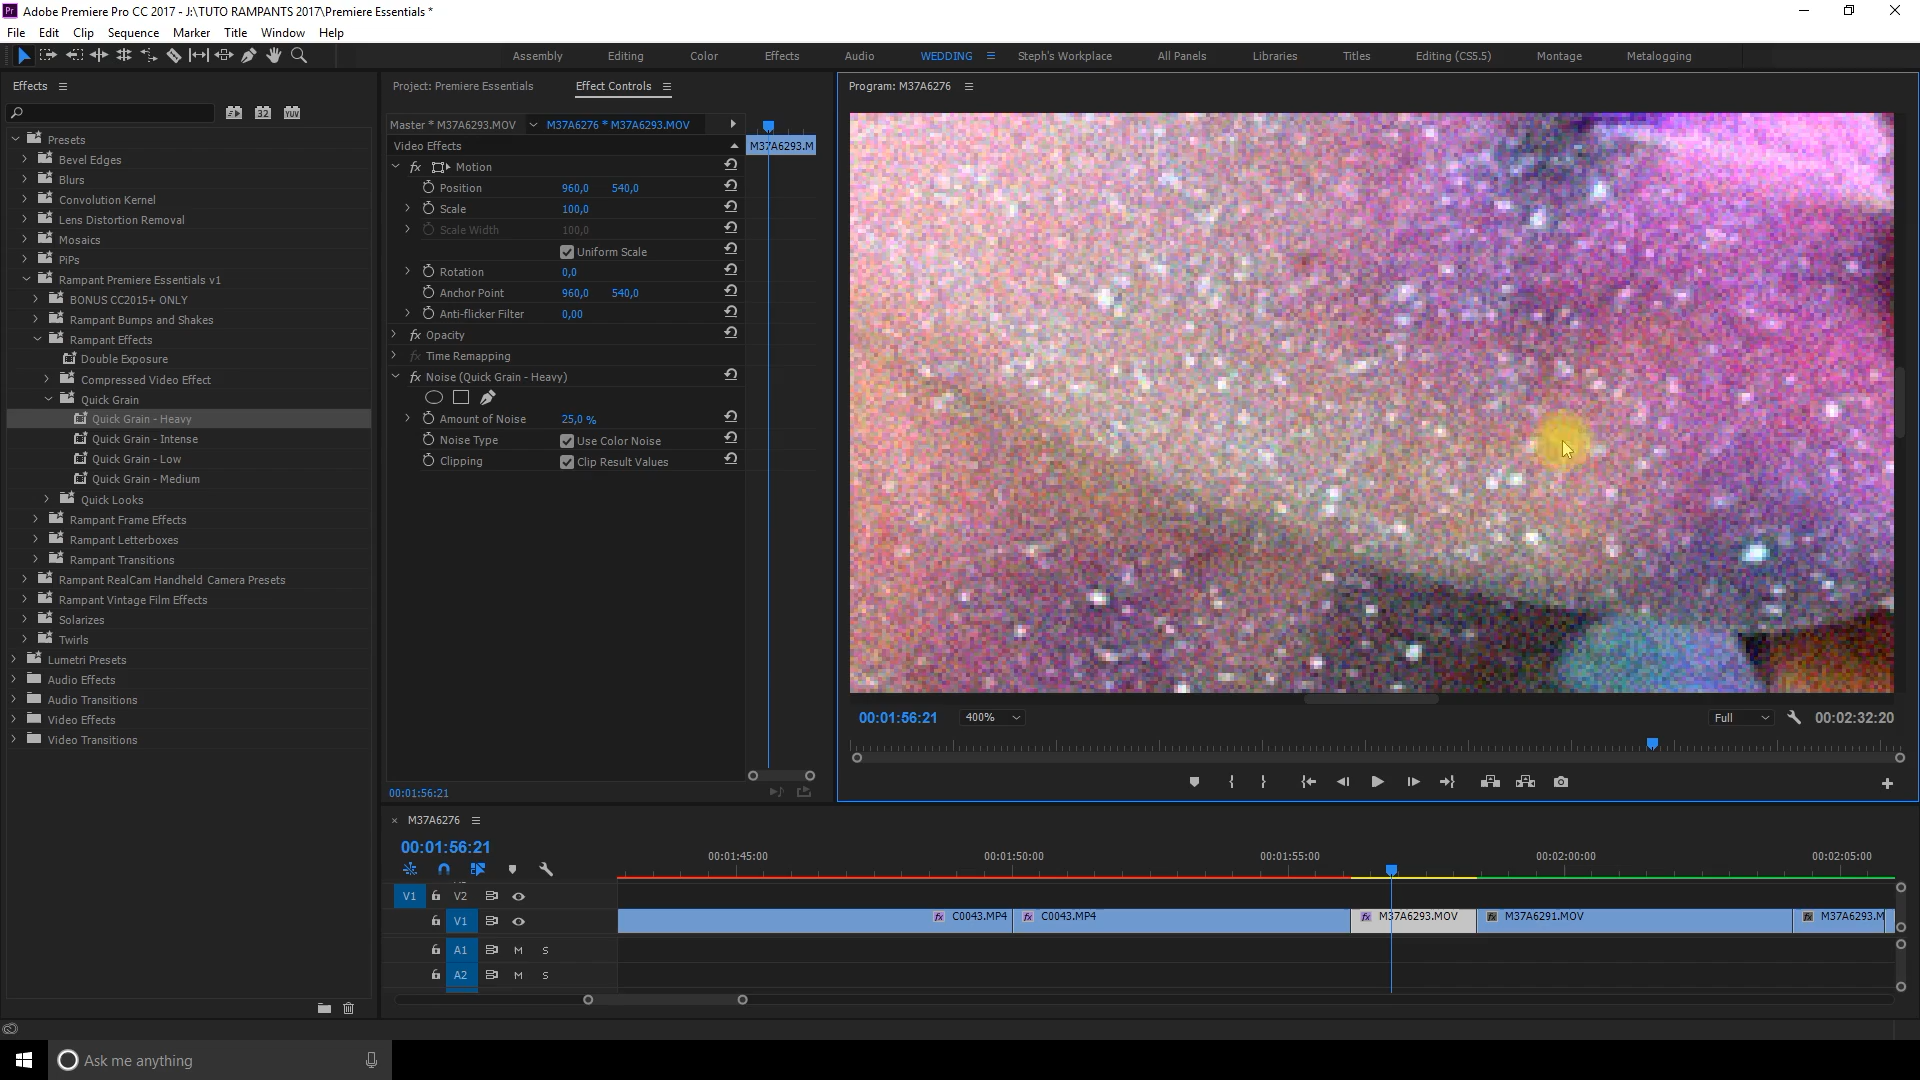 Adobe Premiere Pro CC 2017 - J:\TUTO RAMPANTS 2017\Premiere Essentials *
File Edit Clip Sequence Marker Title Window Help
Assembly Editing Color Effects Audio WEDDING Steph's Workplace All Panels Libraries Titles Editing (CS5.5) Montage Metalogging
Effects
32 YUV
Presets
Bevel Edges
Blurs
Convolution Kernel
Lens Distortion Removal
Mosaics
PiPs
Rampant Premiere Essentials v1
BONUS CC2015+ ONLY
Rampant Bumps and Shakes
Rampant Effects
Double Exposure
Compressed Video Effect
Quick Grain
Quick Grain - Heavy
Quick Grain - Intense
Quick Grain - Low
Quick Grain - Medium
Quick Looks
Rampant Frame Effects
Rampant Letterboxes
Rampant Transitions
Rampant RealCam Handheld Camera Presets
Rampant Vintage Film Effects
Solarizes
Twirls
Lumetri Presets
Audio Effects
Audio Transitions
Video Effects
Video Transitions
Project: Premiere Essentials Effect Controls
Master * M37A6293.MOV M37A6276 * M37A6293.MOV
Video Effects M37A6293.M
fx Motion
Position 960,0 540,0
Scale 100,0
Scale Width 100,0
Uniform Scale
Rotation 0,0
Anchor Point 960,0 540,0
Anti-flicker Filter 0,00
fx Opacity
fx Time Remapping
fx Noise (Quick Grain - Heavy)
Amount of Noise 25,0 %
Noise Type Use Color Noise
Clipping Clip Result Values
00:01:56:21
Program: M37A6276
00:01:56:21 400% Full 00:02:32:20
× M37A6276
00:01:56:21
00:01:45:00 00:01:50:00 00:01:55:00 00:02:00:00 00:02:05:00
V1 V2
V1 fx C0043.MP4 fx C0043.MP4 fx M37A6293.MOV fx M37A6291.MOV fx M37A6293.M
A1 M S
A2 M S
Ask me anything